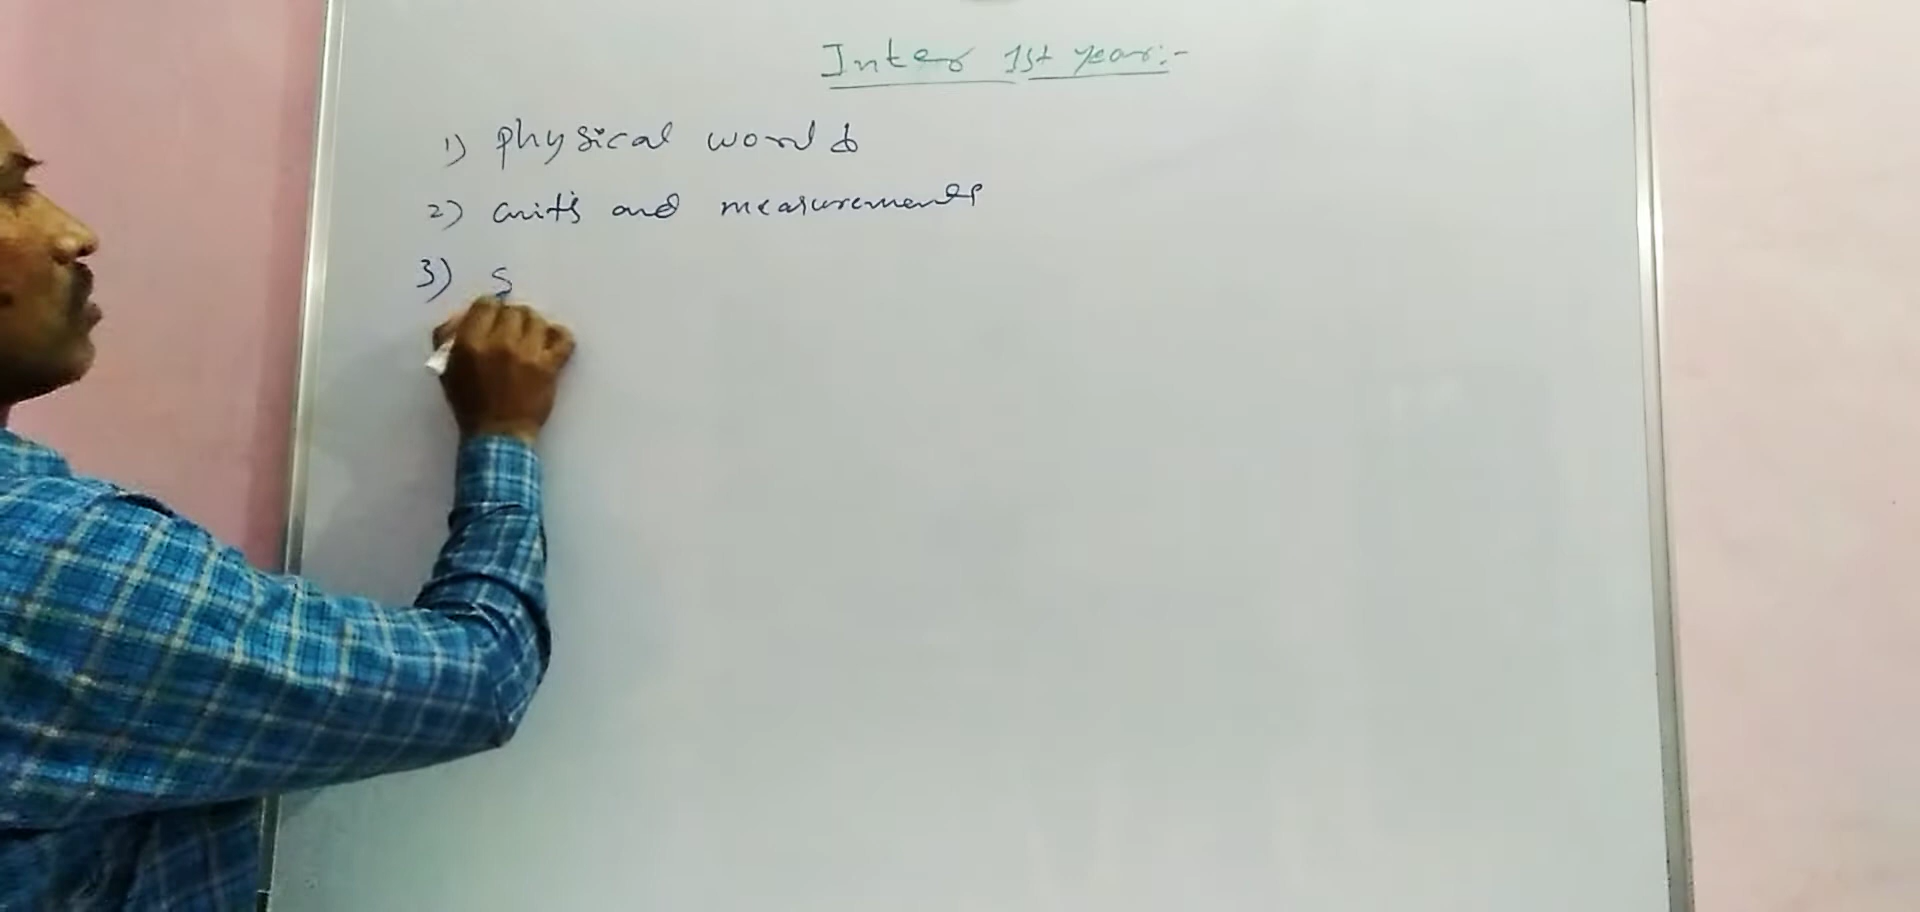 Inter 1st year:-
1) physical world
2) units and measurements
3) S